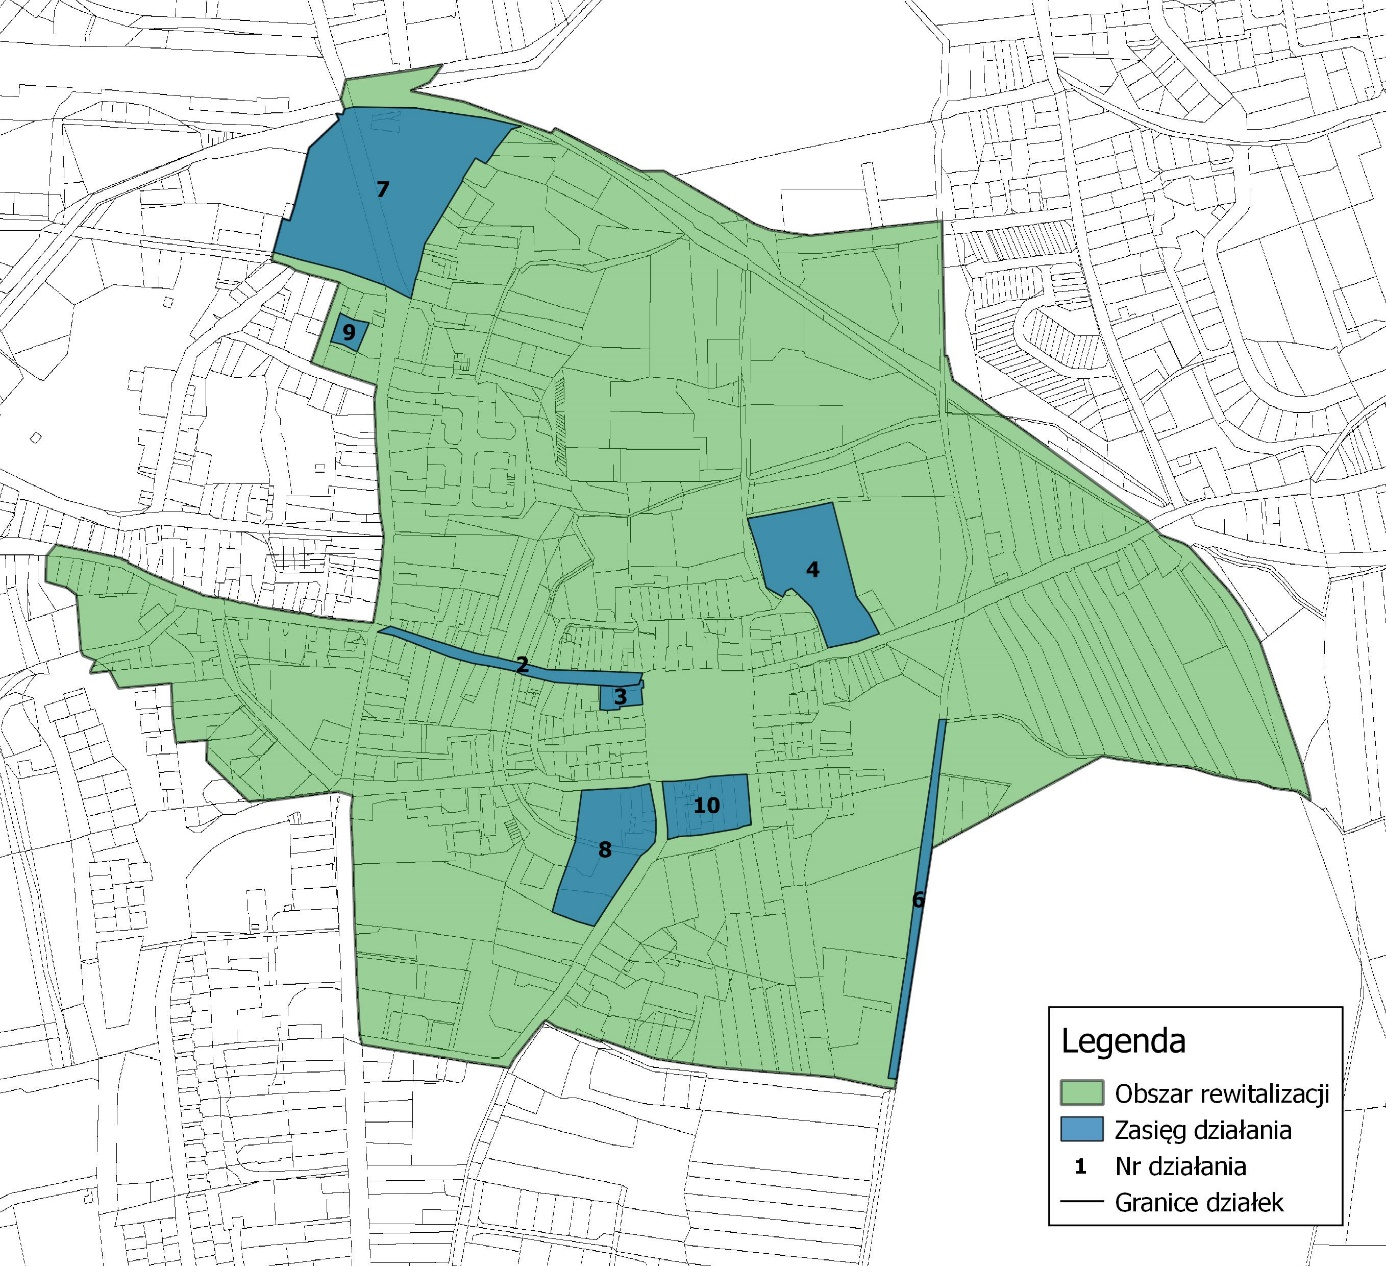 7
9
4
2
3
10
8
6
Legenda
Obszar rewitalizacji
Zasięg działania
1 Nr działania
Granice działek